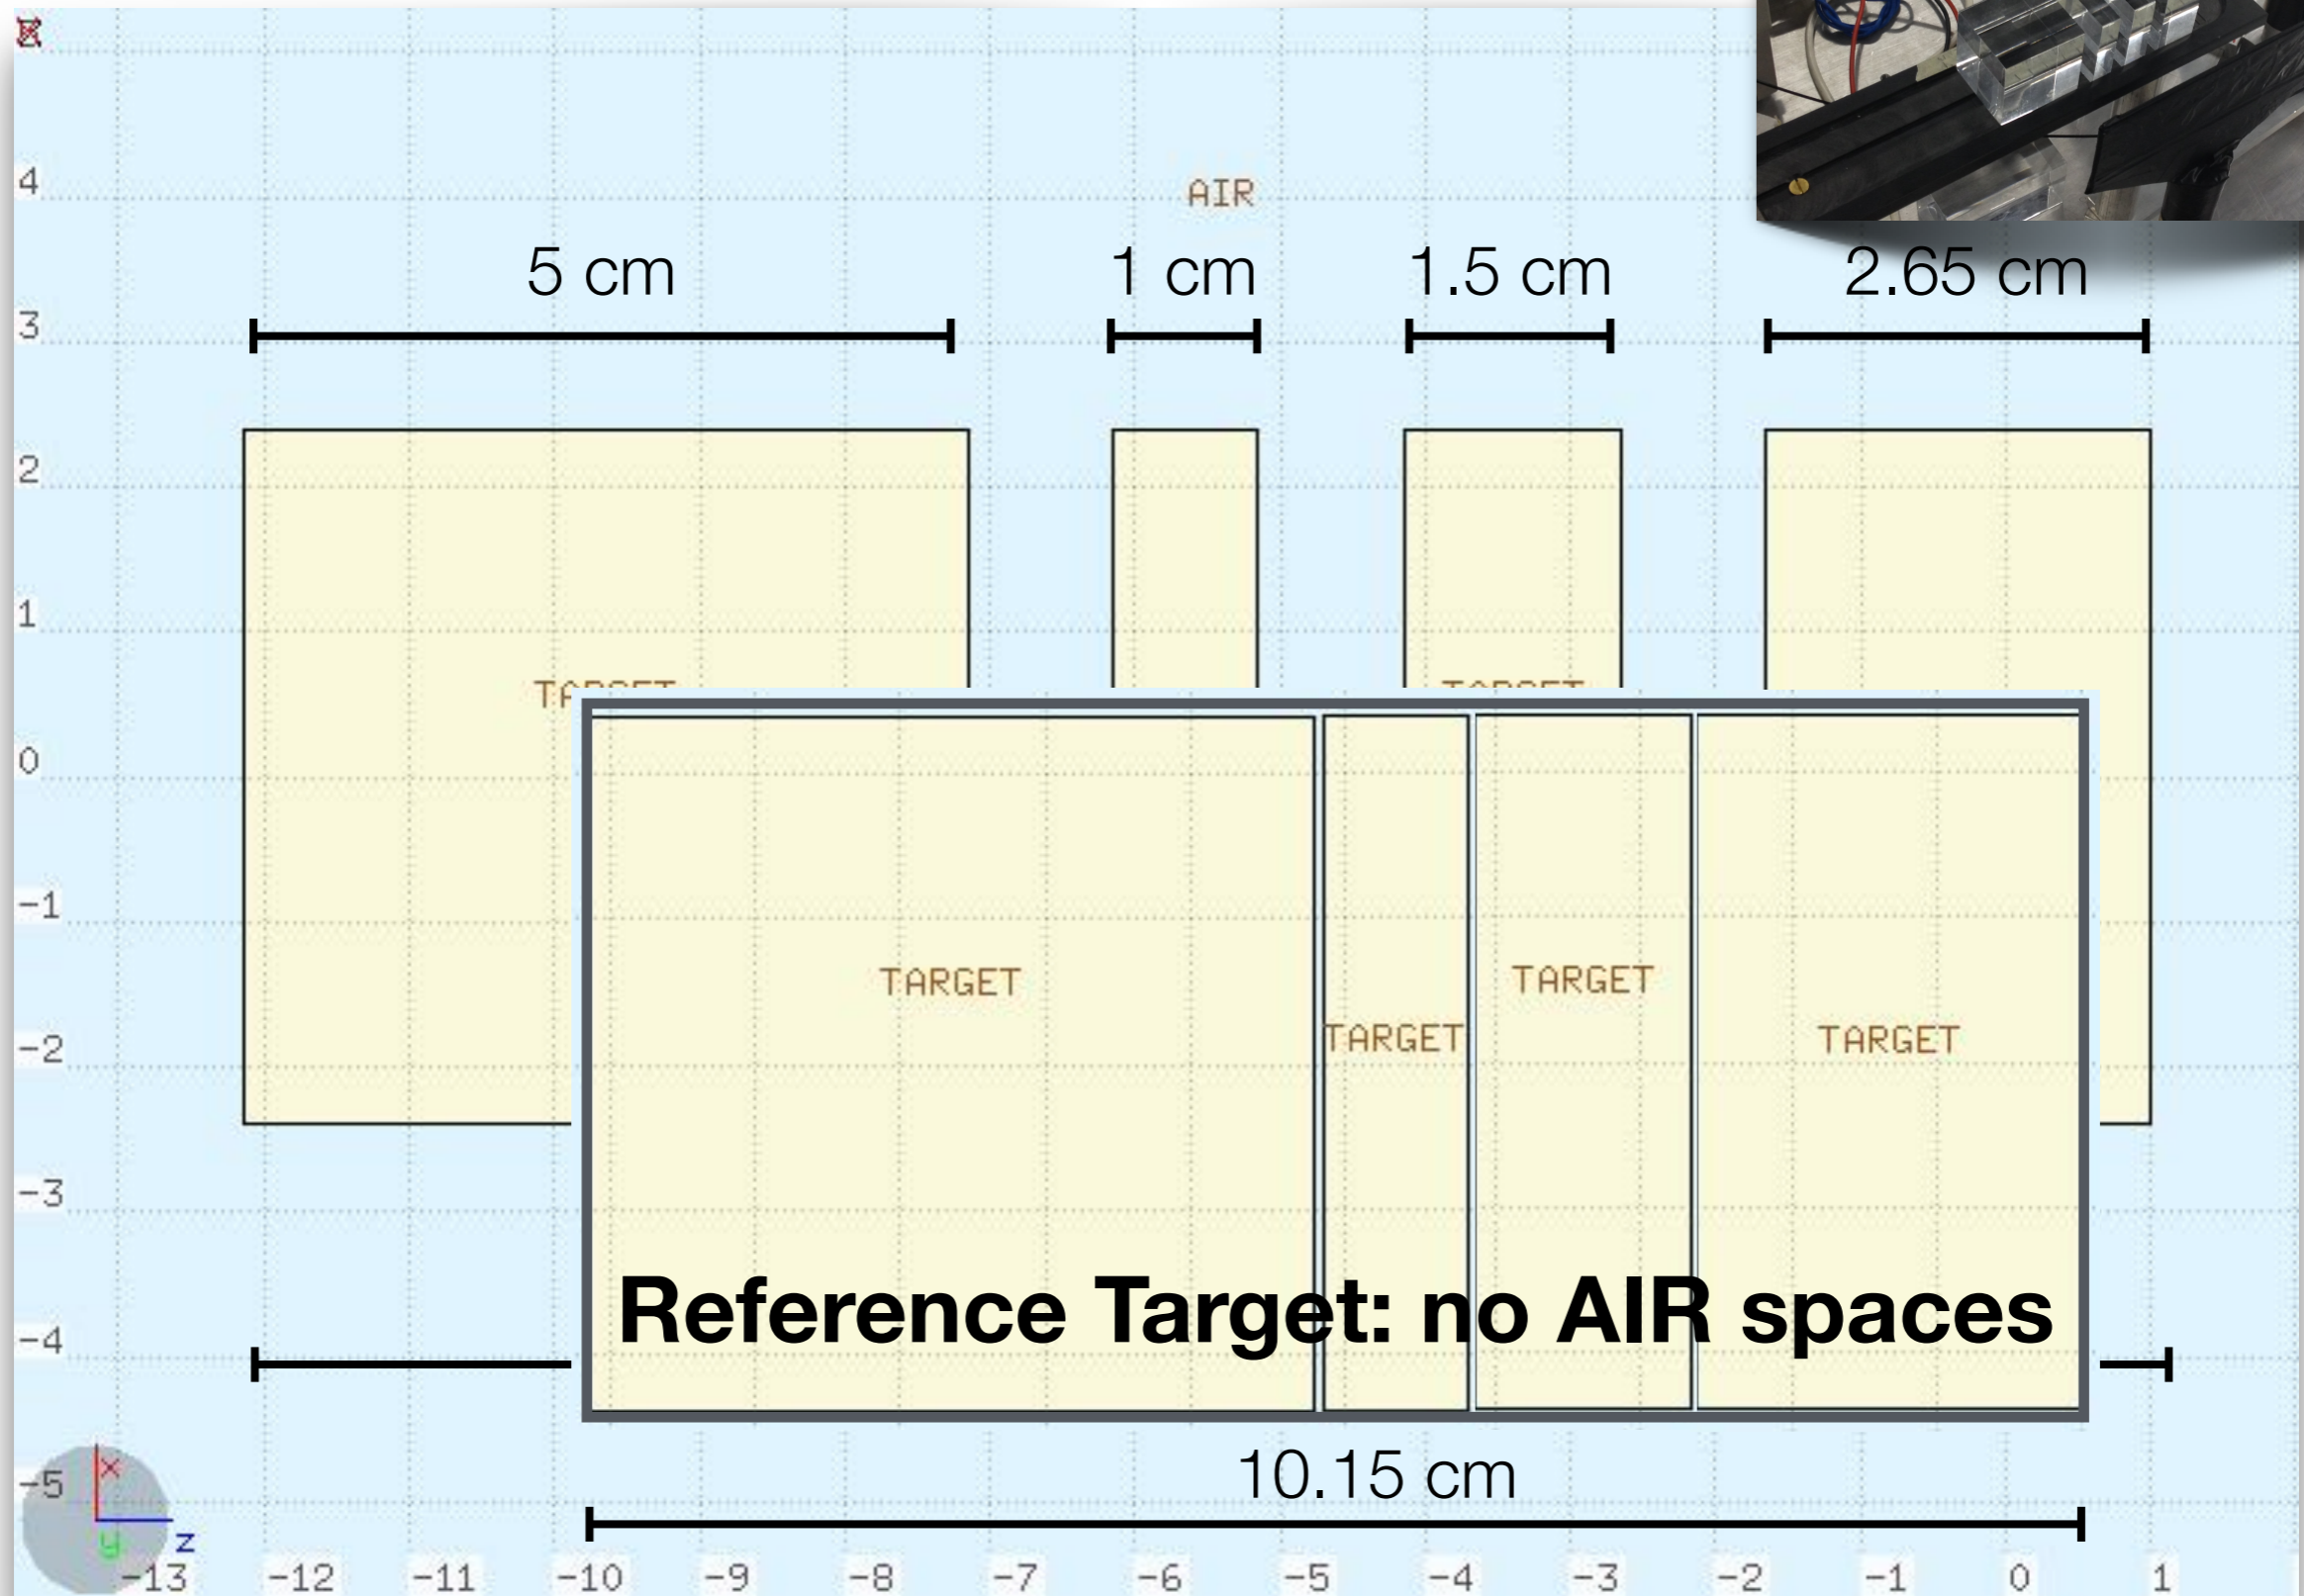 4
AIR
5 cm
1 cm
1.5 cm
2.65 cm
3
2
1
0
-1
TARGET
TARGET
TARGET
TARGET
TARGET
TARGET
-2
-3
Reference Target: no AIR spaces
-4
10.15 cm
-5
x
y
z
-13 -12 -11 -10 -9 -8 -7 -6 -5 -4 -3 -2 -1 0 1